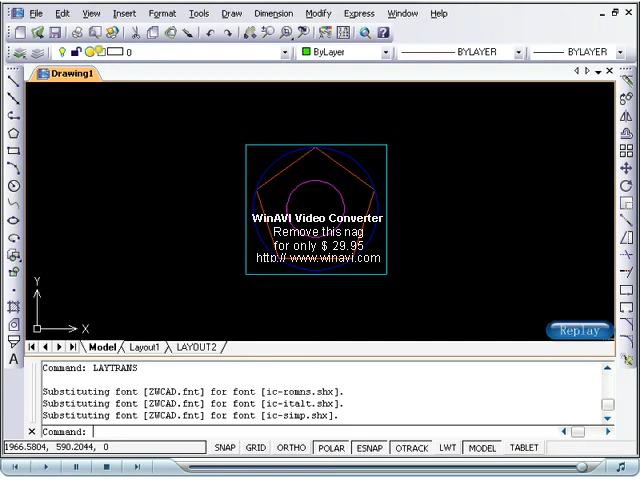 File Edit View Insert Format Tools Draw Dimension Modify Express Window Help
0 ByLayer BYLAYER BYLAYER
Drawing1
WinAVI Video Converter
Remove this nag
for only $ 29.95
http://www.winavi.com
Y
X
Replay
Model Layout1 LAYOUT2
Command: LAYTRANS
Substituting font [ZWCAD.fnt] for font [ic-romns.shx].
Substituting font [ZWCAD.fnt] for font [ic-italt.shx].
Substituting font [ZWCAD.fnt] for font [ic-simp.shx].
Command:
1966.5804, 590.2044, 0 SNAP GRID ORTHO POLAR ESNAP OTRACK LWT MODEL TABLET